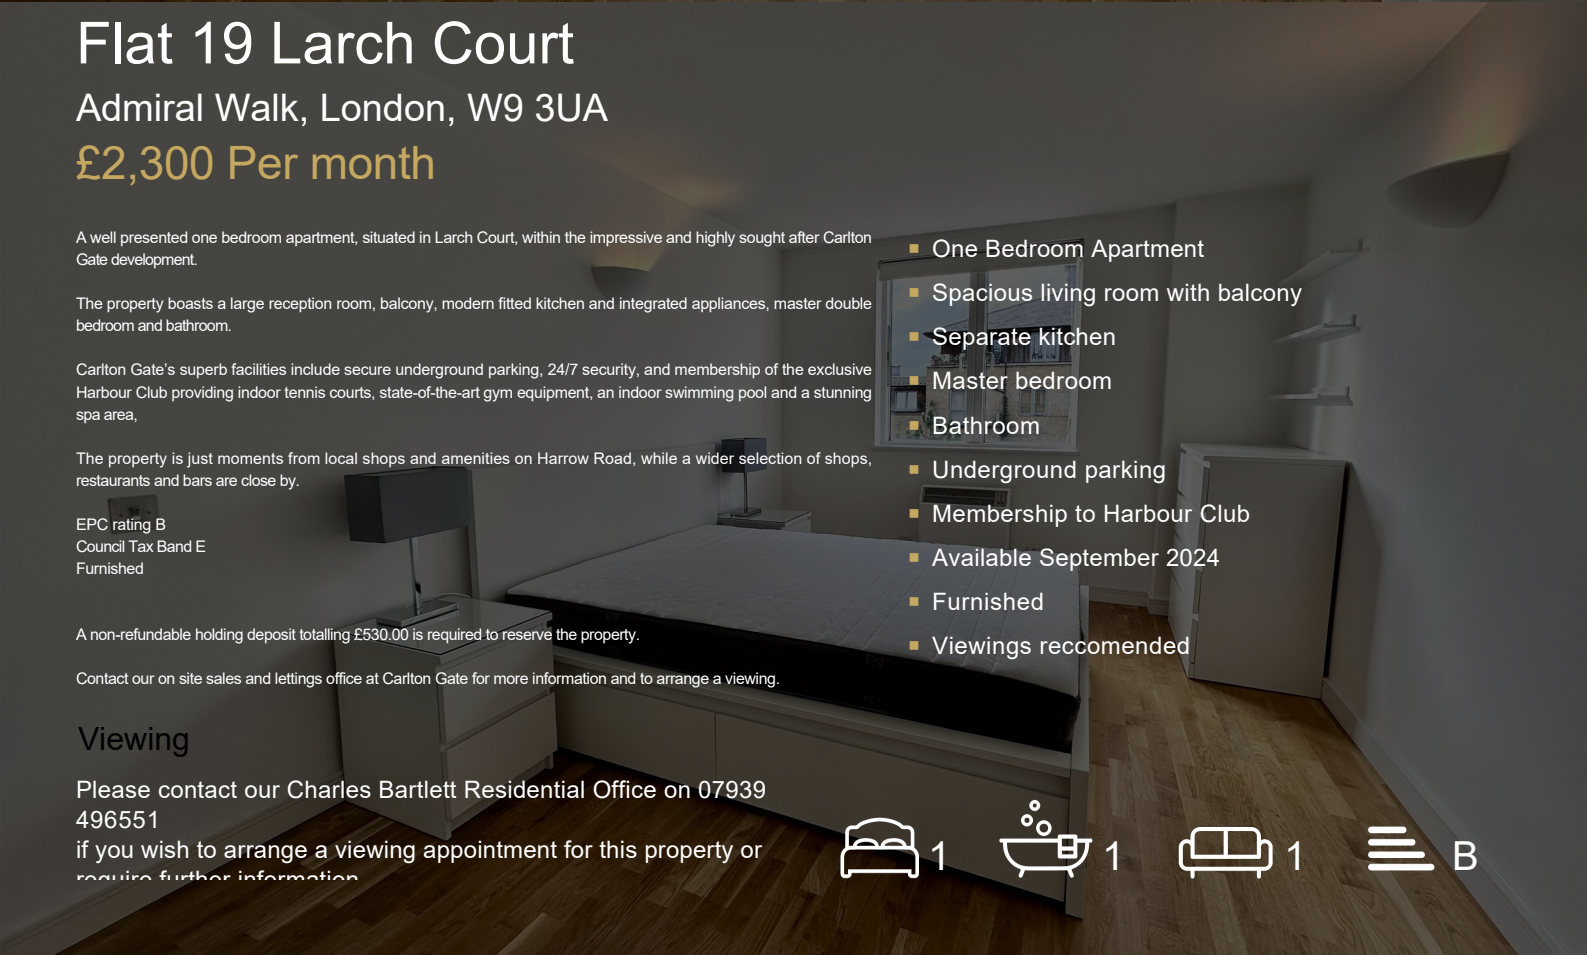 Flat 19 Larch Court
Admiral Walk, London, W9 3UA
£2,300 Per month
A well presented one bedroom apartment, situated in Larch Court, within the impressive and highly sought after Carlton
Gate development.
The property boasts a large reception room, balcony, modern fitted kitchen and integrated appliances, master double
bedroom and bathroom.
Carlton Gate's superb facilities include secure underground parking, 24/7 security, and membership of the exclusive
Harbour Club providing indoor tennis courts, state-of-the-art gym equipment, an indoor swimming pool and a stunning
spa area,
The property is just moments from local shops and amenities on Harrow Road, while a wider selection of shops,
restaurants and bars are close by.
EPC rating B
Council Tax Band E
Furnished
A non-refundable holding deposit totalling £530.00 is required to reserve the property.
Contact our on site sales and lettings office at Carlton Gate for more information and to arrange a viewing.
One Bedroom Apartment
Spacious living room with balcony
Separate kitchen
Master bedroom
Bathroom
Underground parking
Membership to Harbour Club
Available September 2024
Furnished
Viewings reccomended
Viewing
Please contact our Charles Bartlett Residential Office on 07939
496551
if you wish to arrange a viewing appointment for this property or
require further information
1
1
1
B